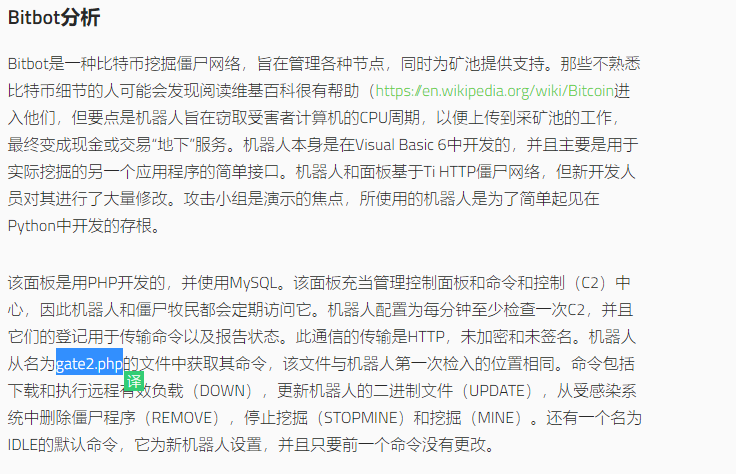 Bitbot分析
Bitbot是一种比特币挖掘僵尸网络，旨在管理各种节点，同时为矿池提供支持。那些不熟悉
比特币细节的人可能会发现阅读维基百科很有帮助（https://en.wikipedia.org/wiki/Bitcoin进
入他们，但要点是机器人旨在窃取受害者计算机的CPU周期，以便上传到采矿池的工作，
最终变成现金或交易“地下”服务。机器人本身是在Visual Basic 6中开发的，并且主要是用于
实际挖掘的另一个应用程序的简单接口。机器人和面板基于Ti HTTP僵尸网络，但新开发人
员对其进行了大量修改。攻击小组是演示的焦点，所使用的机器人是为了简单起见在
Python中开发的存根。
该面板是用PHP开发的，并使用MySQL。该面板充当管理控制面板和命令和控制（C2）中
心，因此机器人和僵尸牧民都会定期访问它。机器人配置为每分钟至少检查一次C2，并且
它们的登记用于传输命令以及报告状态。此通信的传输是HTTP，未加密和未签名。机器人
从名为gate2.php的文件中获取其命令，该文件与机器人第一次检入的位置相同。命令包括
译
下载和执行远程有效负载（DOWN），更新机器人的二进制文件（UPDATE），从受感染系
统中删除僵尸程序（REMOVE），停止挖掘（STOPMINE）和挖掘（MINE）。还有一个名为
IDLE的默认命令，它为新机器人设置，并且只要前一个命令没有更改。